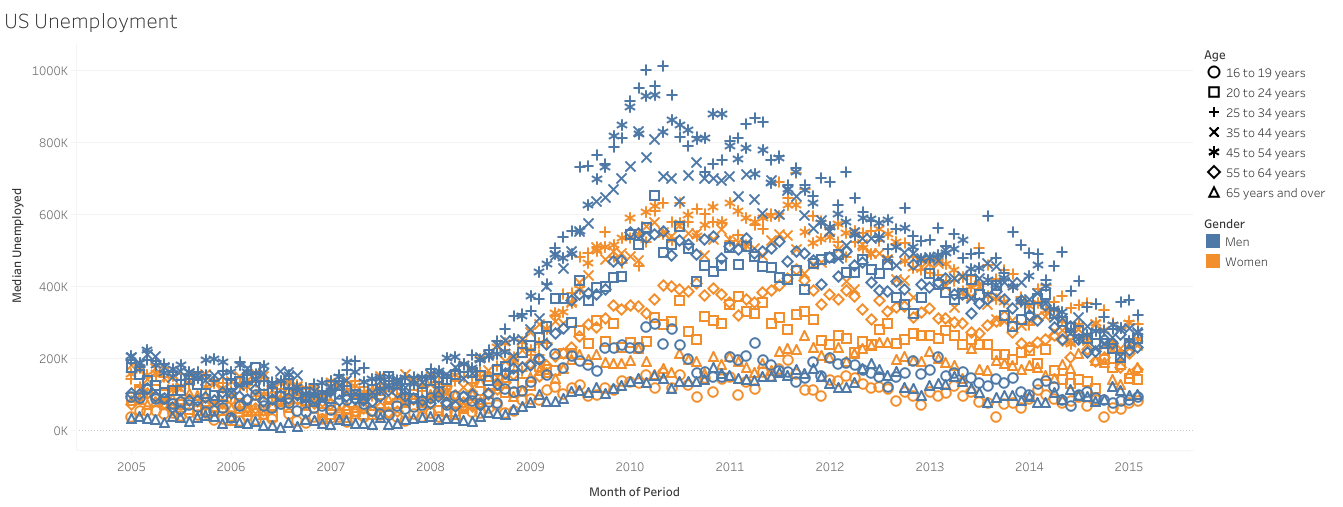 US Unemployment
Median Unemployed
1000K
800K
600K
400K
200K
0K
2005 2006 2007 2008 2009 2010 2011 2012 2013 2014 2015
Month of Period
Age
16 to 19 years
20 to 24 years
25 to 34 years
35 to 44 years
45 to 54 years
55 to 64 years
65 years and over
Gender
Men
Women